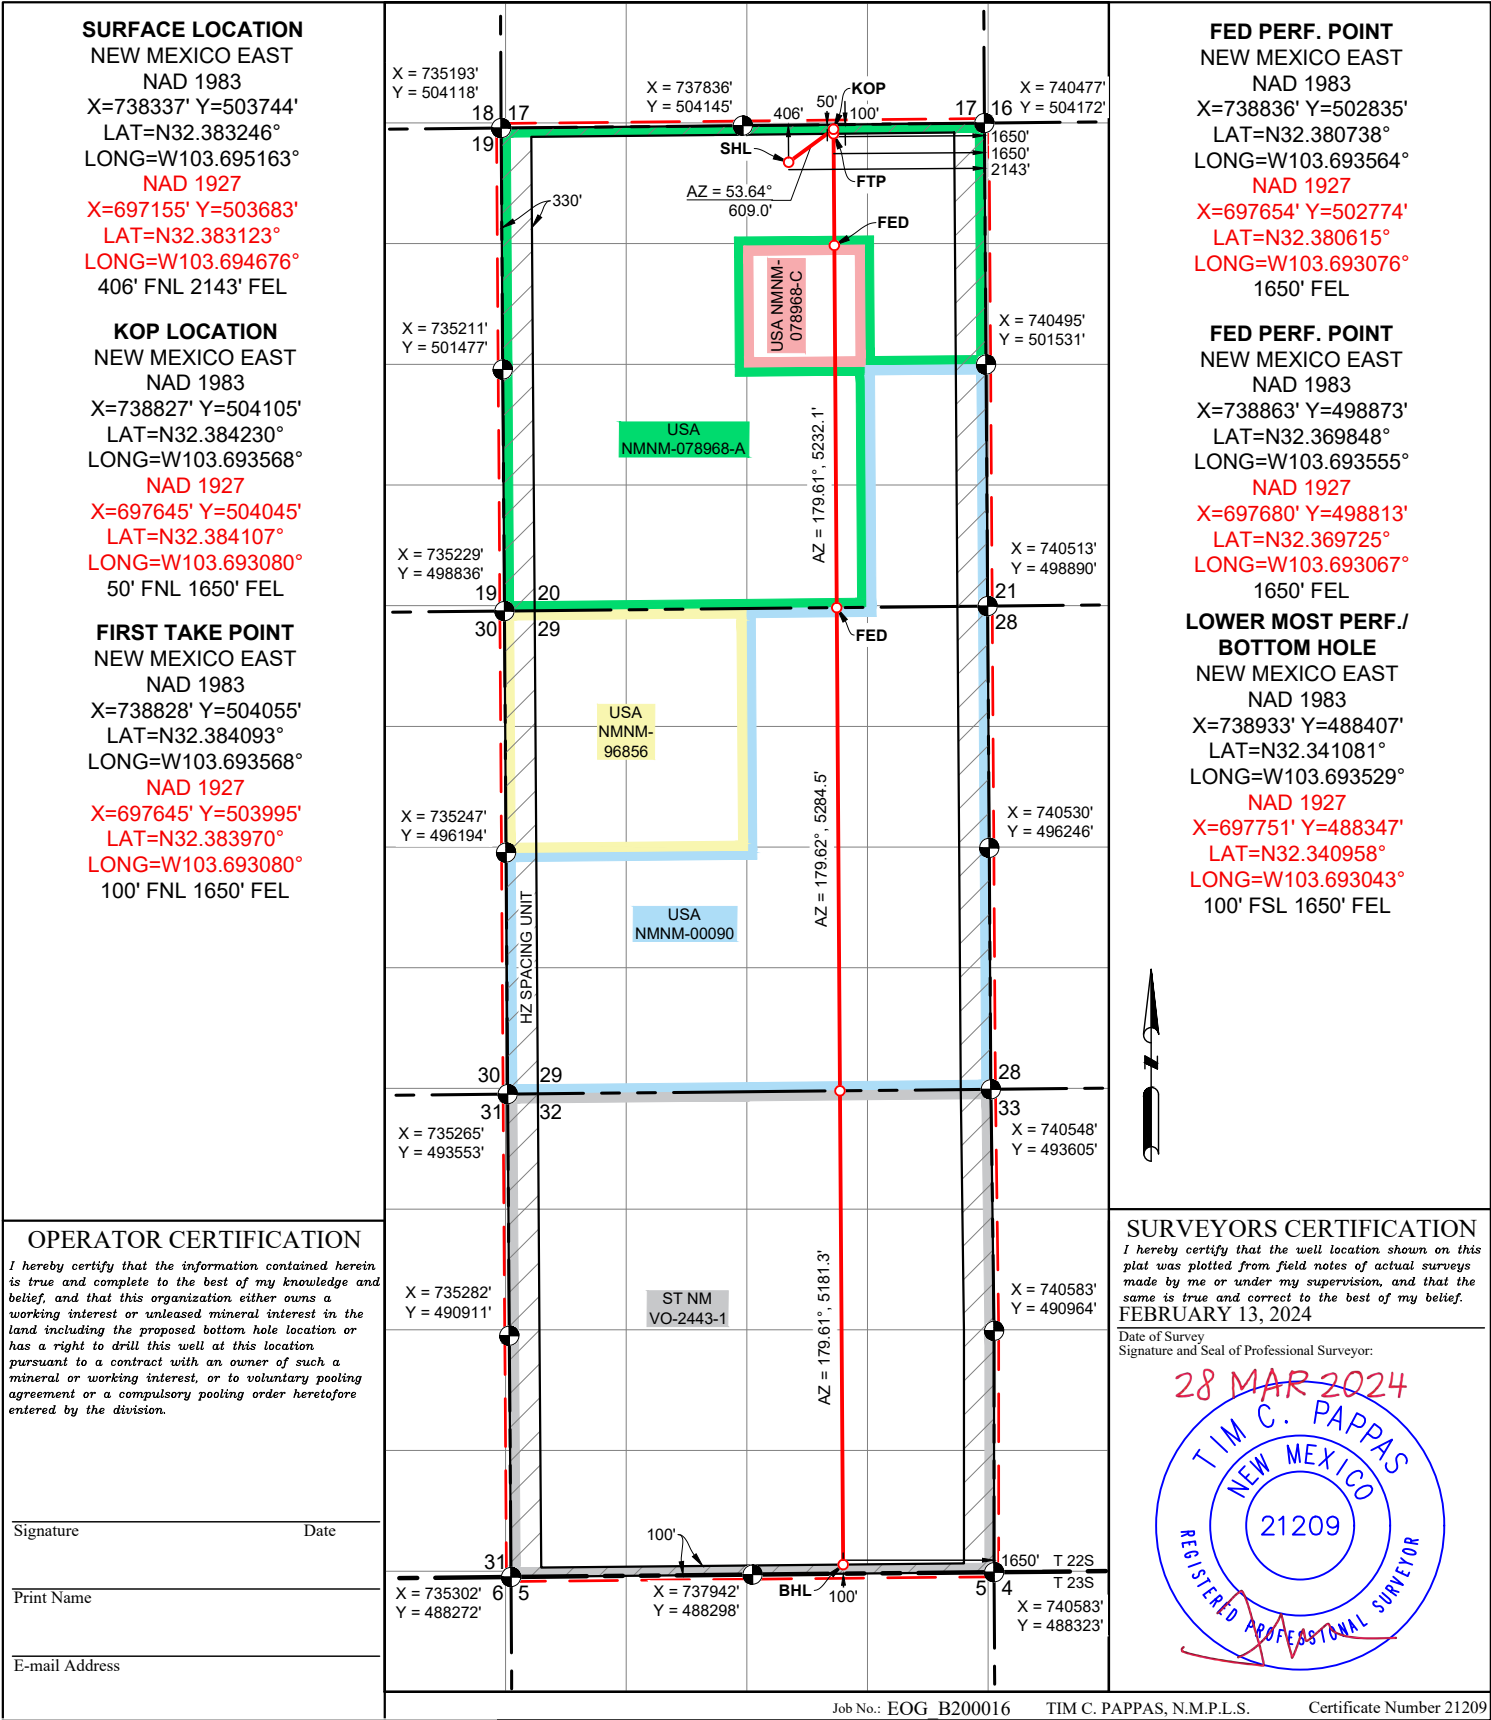 SURFACE LOCATION
NEW MEXICO EAST
NAD 1983
X=738337' Y=503744'
LAT=N32.383246°
LONG=W103.695163°
NAD 1927
X=697155' Y=503683'
LAT=N32.383123°
LONG=W103.694676°
406' FNL 2143' FEL
KOP LOCATION
NEW MEXICO EAST
NAD 1983
X=738827' Y=504105'
LAT=N32.384230°
LONG=W103.693568°
NAD 1927
X=697645' Y=504045'
LAT=N32.384107°
LONG=W103.693080°
50' FNL 1650' FEL
FIRST TAKE POINT
NEW MEXICO EAST
NAD 1983
X=738828' Y=504055'
LAT=N32.384093°
LONG=W103.693568°
NAD 1927
X=697645' Y=503995'
LAT=N32.383970°
LONG=W103.693080°
100' FNL 1650' FEL
OPERATOR CERTIFICATION
I hereby certify that the information contained herein
is true and complete to the best of my knowledge and
belief, and that this organization either owns a
working interest or unleased mineral interest in the
land including the proposed bottom hole location or
has a right to drill this well at this location
pursuant to a contract with an owner of such a
mineral or working interest, or to voluntary pooling
agreement or a compulsory pooling order heretofore
entered by the division.
Signature Date
Print Name
E-mail Address
X = 735193'
Y = 504118'
X = 737836'
Y = 504145'
X = 740477'
Y = 504172'
KOP
50'
406'
100'
18 17
19
17 16
1650'
1650'
2143'
SHL
FTP
AZ = 53.64°
609.0'
330'
FED
USA NMNM-
078968-C
X = 735211'
Y = 501477'
X = 740495'
Y = 501531'
USA
NMNM-078968-A
AZ = 179.61°, 5232.1'
X = 735229'
Y = 498836'
X = 740513'
Y = 498890'
19 20
30 29
21
28
FED
USA
NMNM-
96856
X = 735247'
Y = 496194'
X = 740530'
Y = 496246'
AZ = 179.62°, 5284.5'
HZ SPACING UNIT
USA
NMNM-00090
30 29
31 32
28
33
X = 735265'
Y = 493553'
X = 740548'
Y = 493605'
X = 735282'
Y = 490911'
X = 740583'
Y = 490964'
ST NM
VO-2443-1
AZ = 179.61°, 5181.3'
100'
31
6 5
1650' T 22S
T 23S
5 4
BHL
100'
X = 735302'
Y = 488272'
X = 737942'
Y = 488298'
X = 740583'
Y = 488323'
FED PERF. POINT
NEW MEXICO EAST
NAD 1983
X=738836' Y=502835'
LAT=N32.380738°
LONG=W103.693564°
NAD 1927
X=697654' Y=502774'
LAT=N32.380615°
LONG=W103.693076°
1650' FEL
FED PERF. POINT
NEW MEXICO EAST
NAD 1983
X=738863' Y=498873'
LAT=N32.369848°
LONG=W103.693555°
NAD 1927
X=697680' Y=498813'
LAT=N32.369725°
LONG=W103.693067°
1650' FEL
LOWER MOST PERF./
BOTTOM HOLE
NEW MEXICO EAST
NAD 1983
X=738933' Y=488407'
LAT=N32.341081°
LONG=W103.693529°
NAD 1927
X=697751' Y=488347'
LAT=N32.340958°
LONG=W103.693043°
100' FSL 1650' FEL
N
SURVEYORS CERTIFICATION
I hereby certify that the well location shown on this
plat was plotted from field notes of actual surveys
made by me or under my supervision, and that the
same is true and correct to the best of my belief.
FEBRUARY 13, 2024
Date of Survey
Signature and Seal of Professional Surveyor:
28 MAR 2024
TIM C. PAPPAS
NEW MEXICO
21209
REGISTERED PROFESSIONAL SURVEYOR
Job No.: EOG_B200016 TIM C. PAPPAS, N.M.P.L.S. Certificate Number 21209